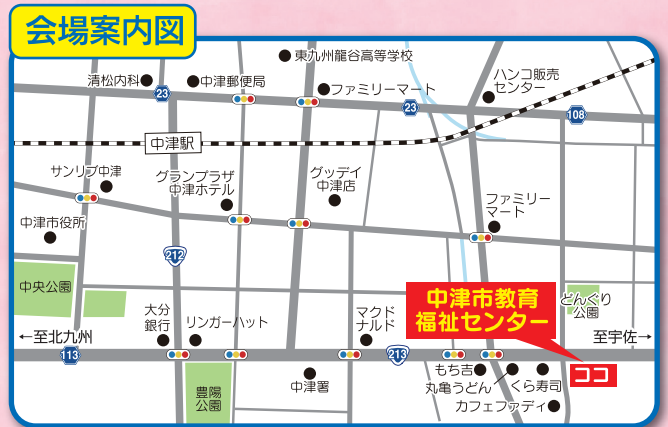 会場案内図
東九州龍谷高等学校
清松内科
中津郵便局
ファミリーマート
ハンコ販売
センター
23
23
108
中津駅
サンリブ中津
グランプラザ
中津ホテル
グッデイ
中津店
ファミリー
マート
中津市役所
212
中央公園
中津市教育
福祉センター
どんぐり
公園
大分
銀行
リンガーハット
マクド
ナルド
←至北九州
至宇佐→
113
213
もち吉
ココ
中津署
豊陽
公園
丸亀うどん
くら寿司
カフェファディ